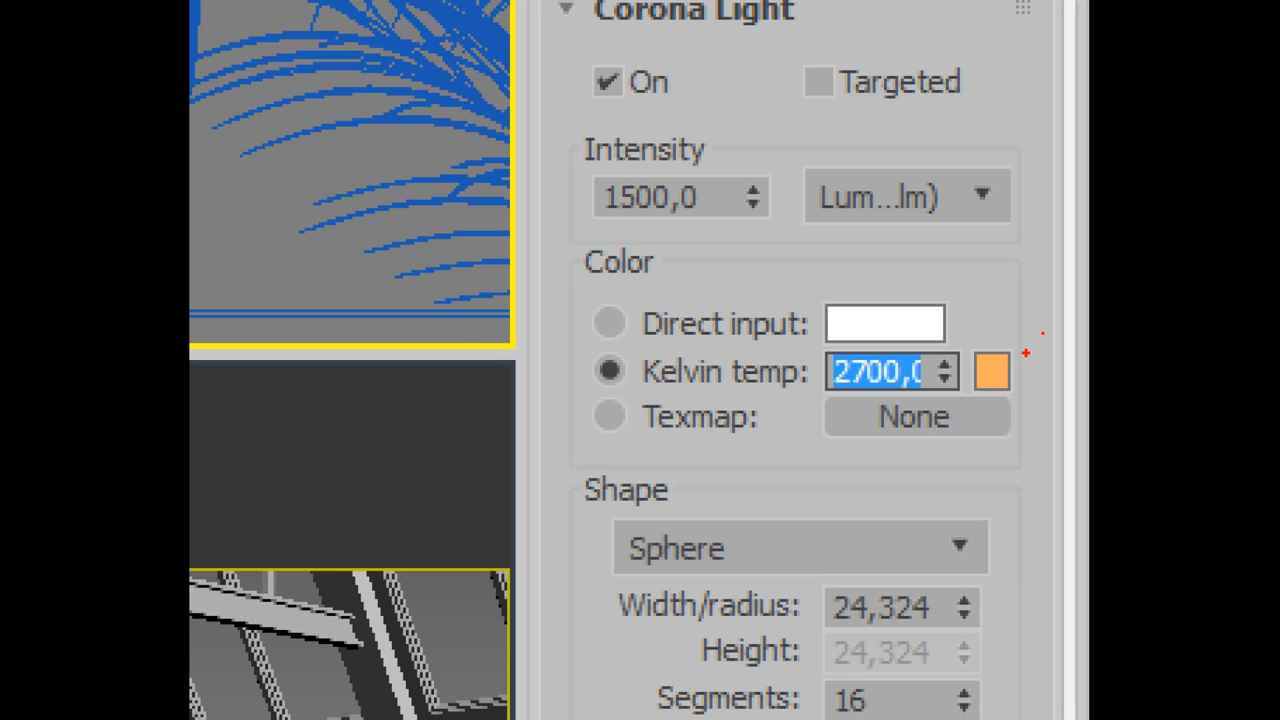 Corona Light
On Targeted
Intensity
1500,0 Lum...lm)
Color
Direct input:
Kelvin temp: 2700,0
Texmap: None
Shape
Sphere
Width/radius: 24,324
Height: 24,324
Segments: 16